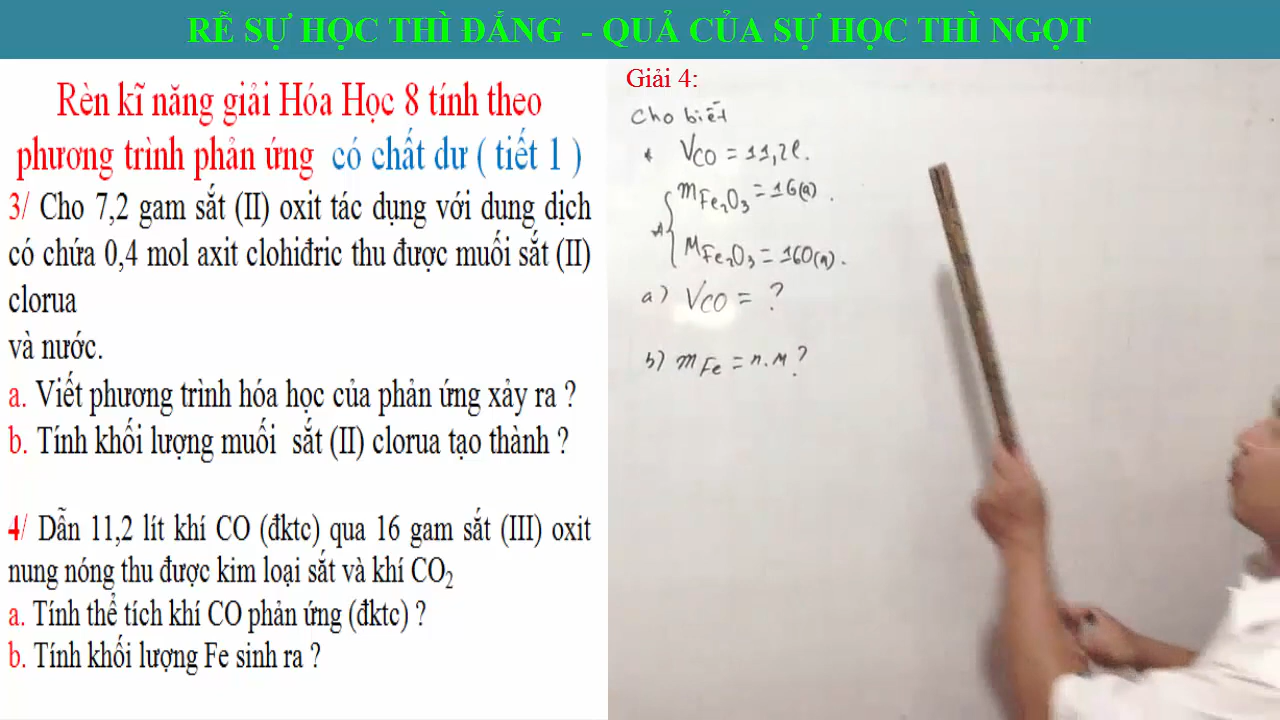 RỄ SỰ HỌC THÌ ĐẮNG - QUẢ CỦA SỰ HỌC THÌ NGỌT
Rèn kĩ năng giải Hóa Học 8 tính theo
phương trình phản ứng có chất dư ( tiết 1 )
3/ Cho 7,2 gam sắt (II) oxit tác dụng với dung dịch
có chứa 0,4 mol axit clohiđric thu được muối sắt (II)
clorua
và nước.
a. Viết phương trình hóa học của phản ứng xảy ra ?
b. Tính khối lượng muối sắt (II) clorua tạo thành ?
4/ Dẫn 11,2 lít khí CO (đktc) qua 16 gam sắt (III) oxit
nung nóng thu được kim loại sắt và khí CO₂
a. Tính thể tích khí CO phản ứng (đktc) ?
b. Tính khối lượng Fe sinh ra ?
Giải 4:
Cho biết
* VCO = 11,2l.
* m Fe₂O₃ = 16(g).
M Fe₂O₃ = 160(g).
a) VCO = ?
b) m Fe = n.M ?